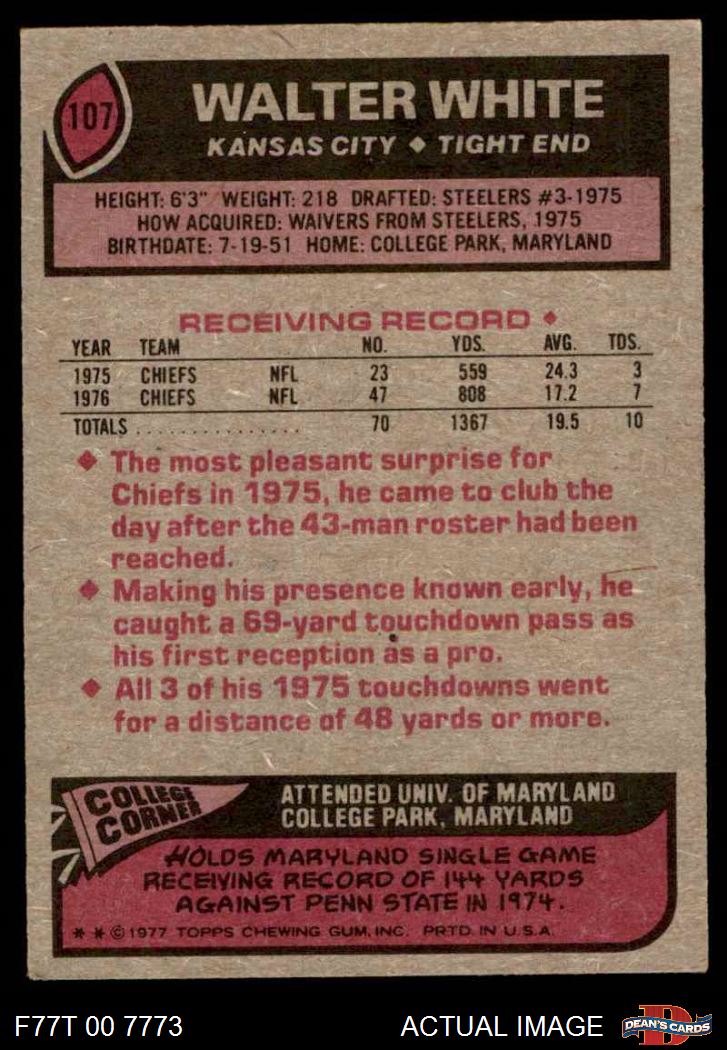 107
WALTER WHITE
KANSAS CITY ◆ TIGHT END
HEIGHT: 6'3" WEIGHT: 218 DRAFTED: STEELERS #3-1975
HOW ACQUIRED: WAIVERS FROM STEELERS, 1975
BIRTHDATE: 7-19-51 HOME: COLLEGE PARK, MARYLAND
RECEIVING RECORD ◆
YEAR TEAM NO. YDS. AVG. TDS.
1975 CHIEFS NFL 23 559 24.3 3
1976 CHIEFS NFL 47 808 17.2 7
TOTALS . . . . . . . . . . . . . . . 70 1367 19.5 10
◆ The most pleasant surprise for
Chiefs in 1975, he came to club the
day after the 43-man roster had been
reached.
◆ Making his presence known early, he
caught a 69-yard touchdown pass as
his first reception as a pro.
◆ All 3 of his 1975 touchdowns went
for a distance of 48 yards or more.
COLLEGE
CORNER
ATTENDED UNIV. OF MARYLAND
COLLEGE PARK, MARYLAND
HOLDS MARYLAND SINGLE GAME
RECEIVING RECORD OF 144 YARDS
AGAINST PENN STATE IN 1974.
* * © 1977 TOPPS CHEWING GUM, INC. PRTD. IN U.S.A.
F77T 00 7773
ACTUAL IMAGE
D
DEAN'S CARDS